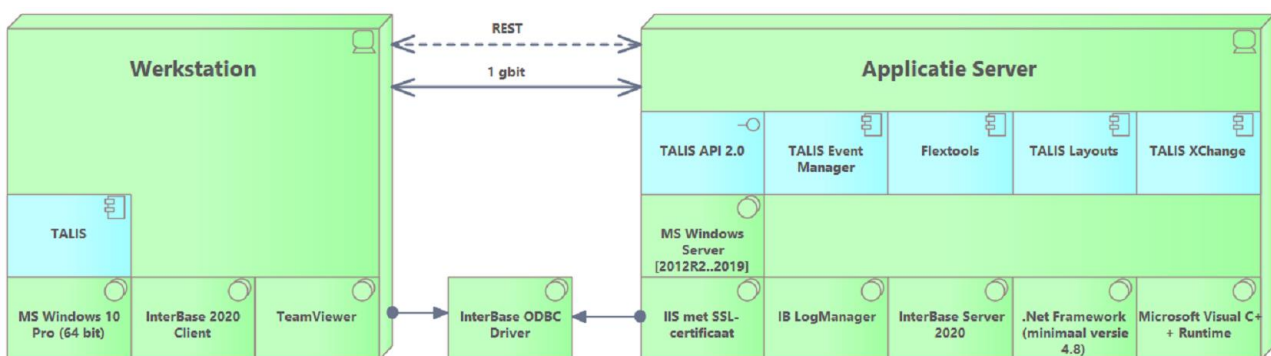 REST
1 gbit
Werkstation
Applicatie Server
TALIS API 2.0
TALIS Event
Manager
Flextools
TALIS Layouts
TALIS XChange
TALIS
MS Windows
Server
[2012R2..2019]
MS Windows 10
Pro (64 bit)
InterBase 2020
Client
TeamViewer
InterBase ODBC
Driver
IIS met SSL-
certificaat
IB LogManager
InterBase Server
2020
.Net Framework
(minimaal versie
4.8)
Microsoft Visual C+
+ Runtime